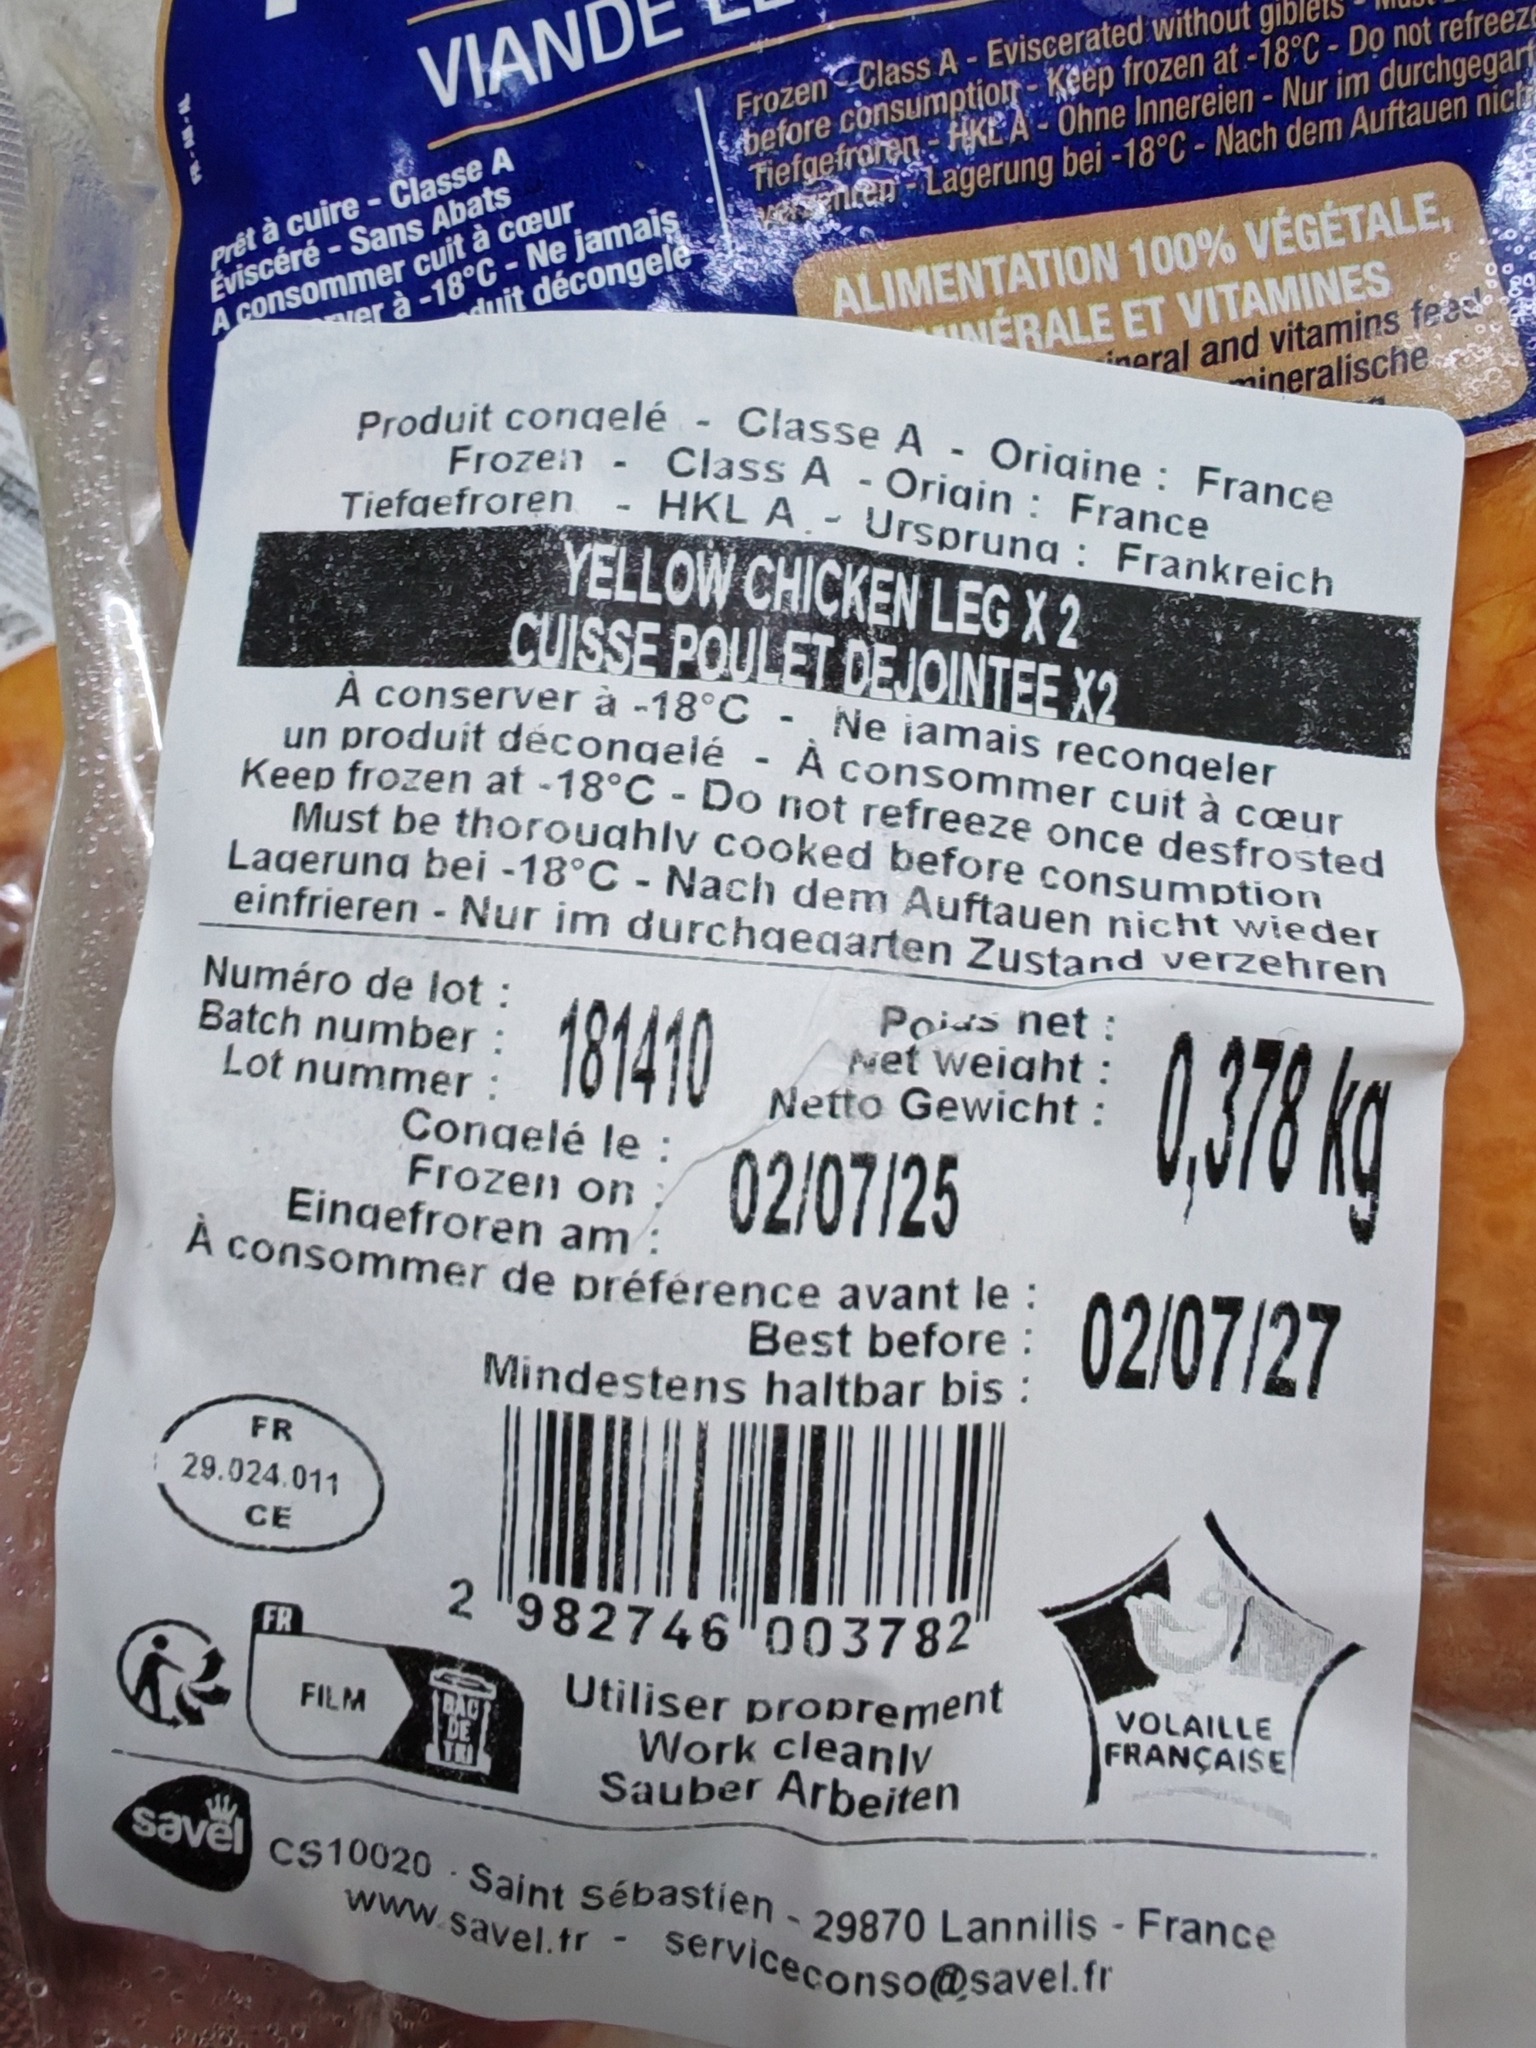 VIANDE
Frozen - Class A - Eviscerated without giblets -
before consumption - Keep frozen at -18°C - Do not refreeze
Tiefgefroren - HKL A - Ohne Innereien - Nur im durchgegart
verzehren - Lagerung bei -18°C - Nach dem Auftauen nicht
Prêt à cuire - Classe A
Éviscéré - Sans Abats
A consommer cuit à cœur
à -18°C - Ne jamais
décongelé
ALIMENTATION 100% VÉGÉTALE,
MINÉRALE ET VITAMINES
mineral and vitamins feed
mineralische
Produit congelé - Classe A - Origine : France
Frozen - Class A - Origin : France
Tiefgefroren - HKL A - Ursprung : Frankreich
YELLOW CHICKEN LEG X 2
CUISSE POULET DEJOINTEE X2
À conserver à -18°C - Ne jamais recongeler
un produit décongelé - À consommer cuit à cœur
Keep frozen at -18°C - Do not refreeze once desfrosted
Must be thoroughly cooked before consumption
Lagerung bei -18°C - Nach dem Auftauen nicht wieder
einfrieren - Nur im durchgegarten Zustand verzehren
Numéro de lot :
Batch number :
Lot nummer :
181410
Poids net :
Net weight :
Netto Gewicht :
0,378 kg
Congelé le :
Frozen on :
Eingefroren am :
02/07/25
À consommer de préférence avant le :
Best before :
Mindestens haltbar bis :
02/07/27
FR
29.024.011
CE
2 982746 003782
FR
FILM
BAC
DE
TRI
Utiliser proprement
Work cleanly
Sauber Arbeiten
VOLAILLE
FRANÇAISE
savel
CS10020 - Saint Sébastien - 29870 Lannilis - France
www.savel.fr - serviceconso@savel.fr